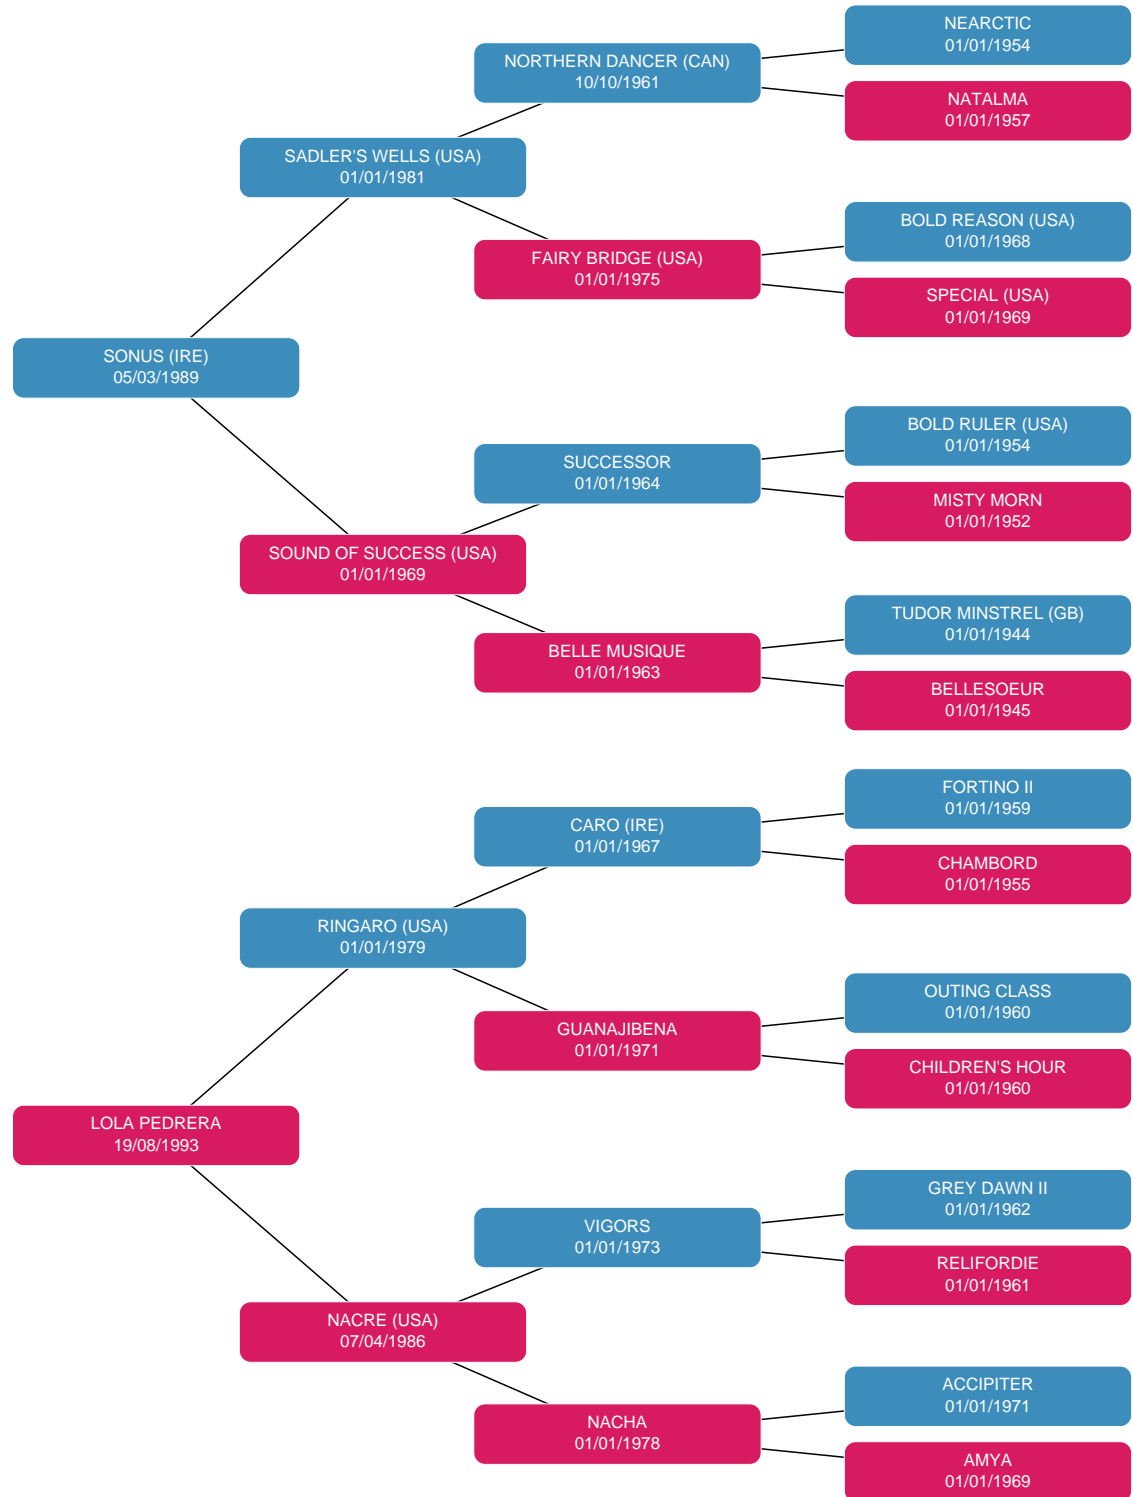 NEARCTIC
01/01/1954
NORTHERN DANCER (CAN)
10/10/1961
NATALMA
01/01/1957
SADLER'S WELLS (USA)
01/01/1981
BOLD REASON (USA)
01/01/1968
FAIRY BRIDGE (USA)
01/01/1975
SPECIAL (USA)
01/01/1969
SONUS (IRE)
05/03/1989
BOLD RULER (USA)
01/01/1954
SUCCESSOR
01/01/1964
MISTY MORN
01/01/1952
SOUND OF SUCCESS (USA)
01/01/1969
TUDOR MINSTREL (GB)
01/01/1944
BELLE MUSIQUE
01/01/1963
BELLESOEUR
01/01/1945
FORTINO II
01/01/1959
CARO (IRE)
01/01/1967
CHAMBORD
01/01/1955
RINGARO (USA)
01/01/1979
OUTING CLASS
01/01/1960
GUANAJIBENA
01/01/1971
CHILDREN'S HOUR
01/01/1960
LOLA PEDRERA
19/08/1993
GREY DAWN II
01/01/1962
VIGORS
01/01/1973
RELIFORDIE
01/01/1961
NACRE (USA)
07/04/1986
ACCIPITER
01/01/1971
NACHA
01/01/1978
AMYA
01/01/1969